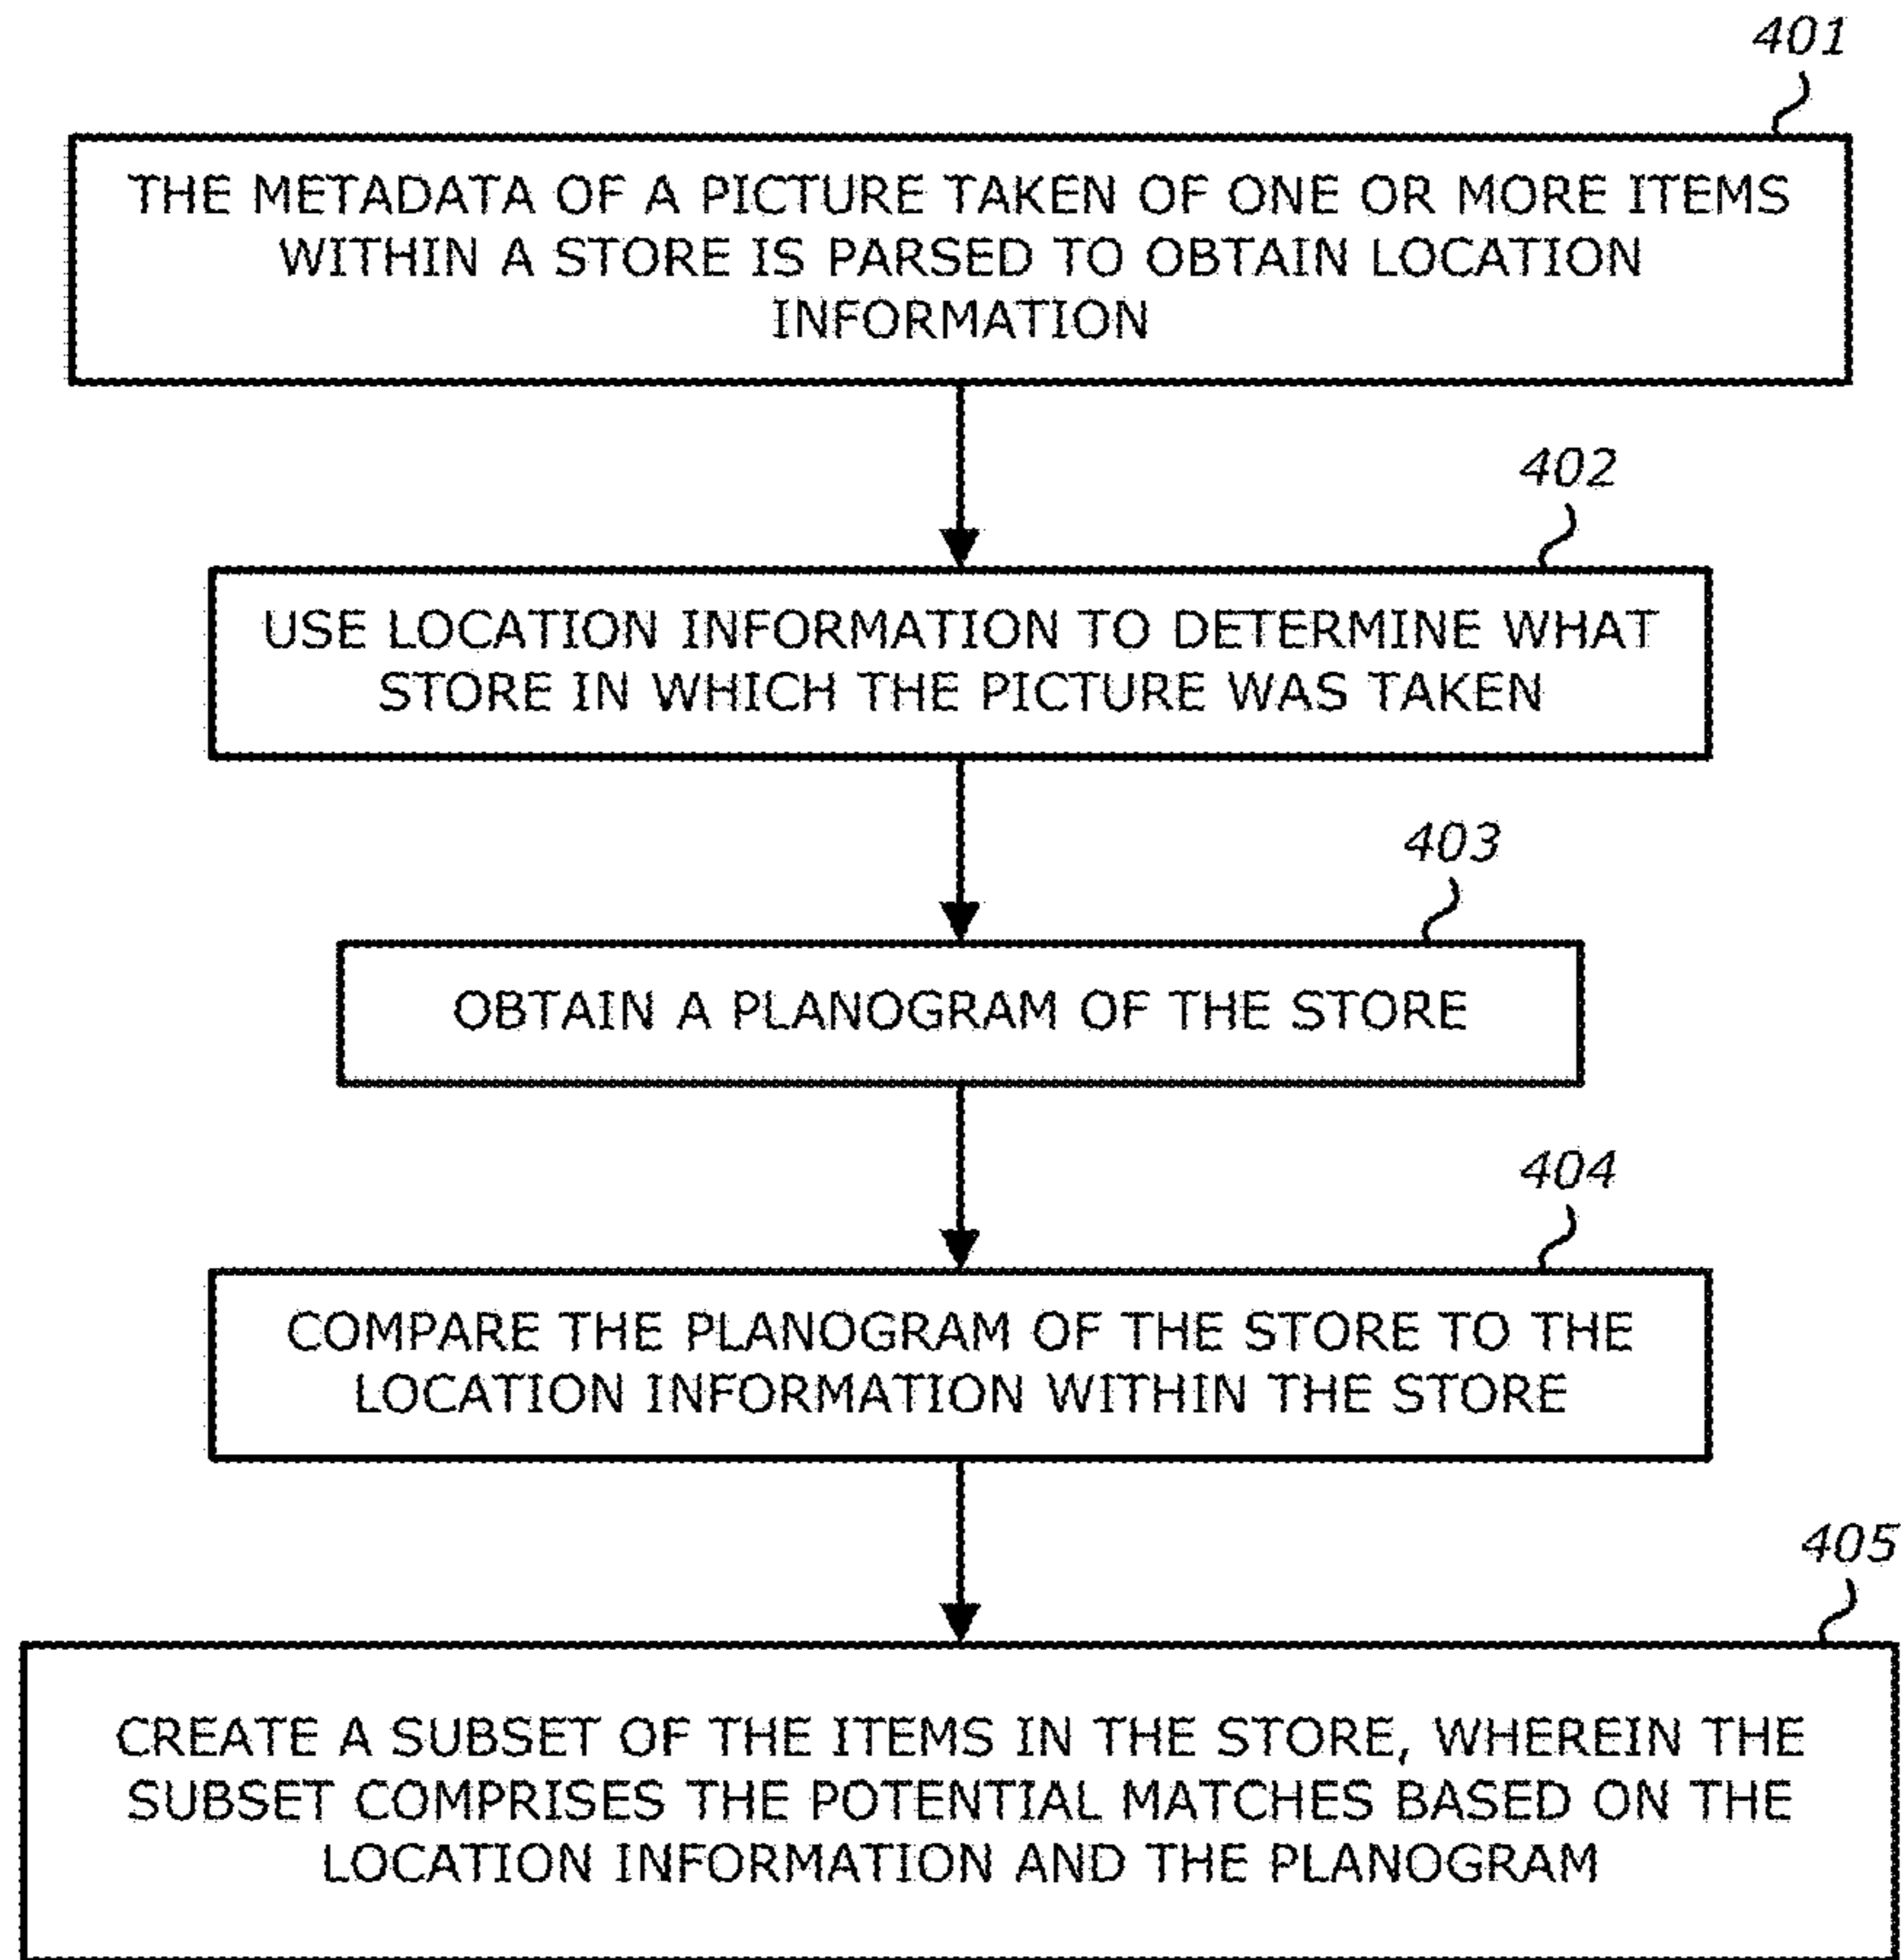 401
THE METADATA OF A PICTURE TAKEN OF ONE OR MORE ITEMS
WITHIN A STORE IS PARSED TO OBTAIN LOCATION
INFORMATION
402
USE LOCATION INFORMATION TO DETERMINE WHAT
STORE IN WHICH THE PICTURE WAS TAKEN
403
OBTAIN A PLANOGRAM OF THE STORE
404
COMPARE THE PLANOGRAM OF THE STORE TO THE
LOCATION INFORMATION WITHIN THE STORE
405
CREATE A SUBSET OF THE ITEMS IN THE STORE, WHEREIN THE
SUBSET COMPRISES THE POTENTIAL MATCHES BASED ON THE
LOCATION INFORMATION AND THE PLANOGRAM